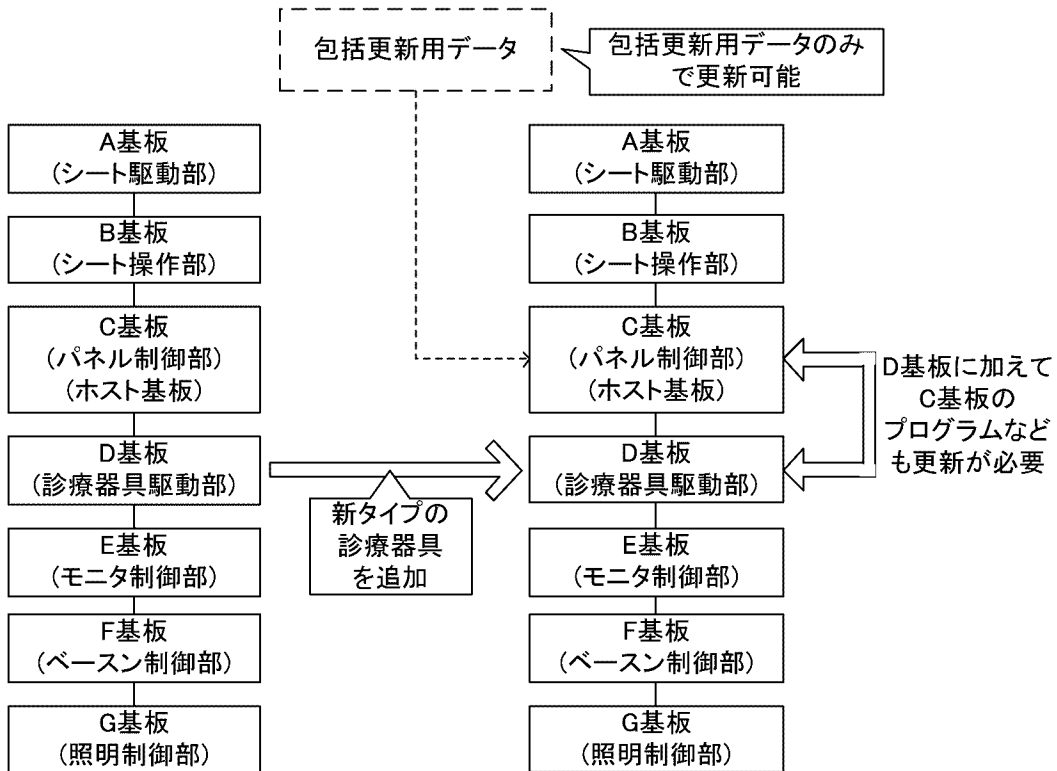 包括更新用データ
包括更新用データのみ
で更新可能
A基板
(シート駆動部)
B基板
(シート操作部)
C基板
(パネル制御部)
(ホスト基板)
D基板
(診療器具駆動部)
E基板
(モニタ制御部)
F基板
(ベースン制御部)
G基板
(照明制御部)
新タイプの
診療器具
を追加
A基板
(シート駆動部)
B基板
(シート操作部)
C基板
(パネル制御部)
(ホスト基板)
D基板
(診療器具駆動部)
E基板
(モニタ制御部)
F基板
(ベースン制御部)
G基板
(照明制御部)
D基板に加えて
C基板の
プログラムなど
も更新が必要